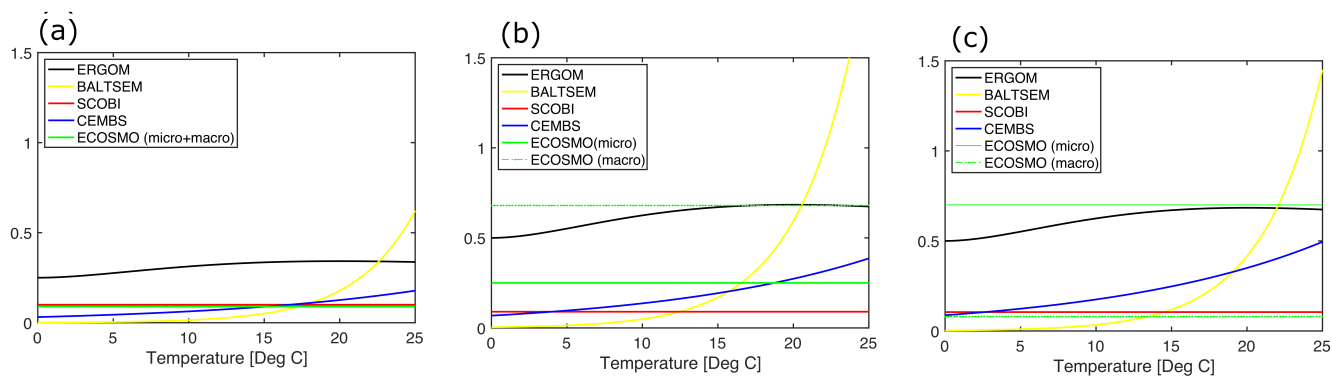 (a)
1.5
1
0.5
0
ERGOM
BALTSEM
SCOBI
CEMBS
ECOSMO (micro+macro)
0 5 10 15 20 25
Temperature [Deg C]
(b)
1.5
1
0.5
0
ERGOM
BALTSEM
SCOBI
CEMBS
ECOSMO(micro)
ECOSMO (macro)
0 5 10 15 20 25
Temperature [Deg C]
(c)
1.5
1
0.5
0
ERGOM
BALTSEM
SCOBI
CEMBS
ECOSMO (micro)
ECOSMO (macro)
0 5 10 15 20 25
Temperature [Deg C]